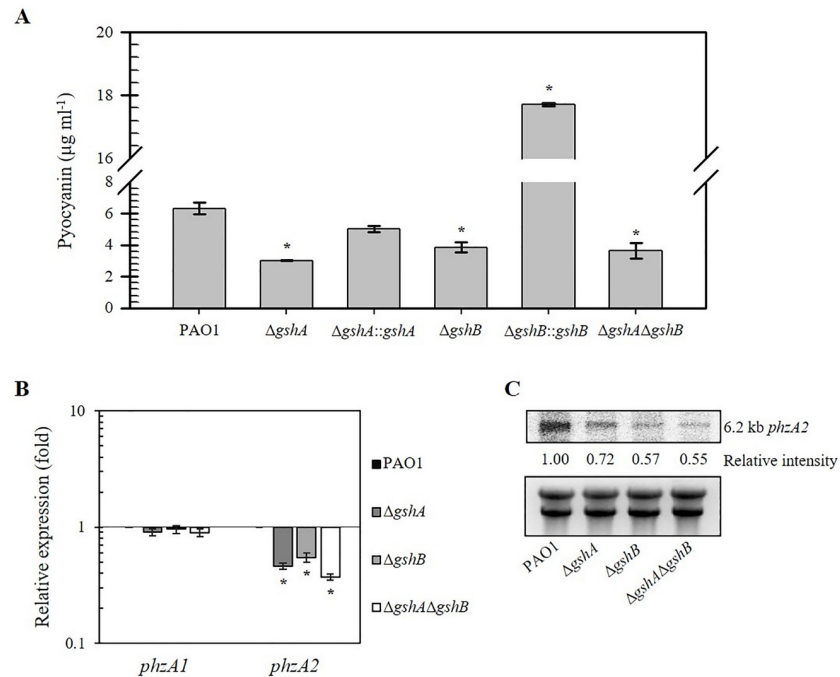 A
20
18
16
8
6
4
2
0
Pyocyanin (µg ml-1)
*
*
*
*
PAO1
ΔgshA
ΔgshA::gshA
ΔgshB
ΔgshB::gshB
ΔgshAΔgshB
B
10
1
0.1
Relative expression (fold)
*
*
*
phzA1
phzA2
PAO1
ΔgshA
ΔgshB
ΔgshAΔgshB
C
6.2 kb phzA2
1.00 0.72 0.57 0.55 Relative intensity
PAO1
ΔgshA
ΔgshB
ΔgshAΔgshB